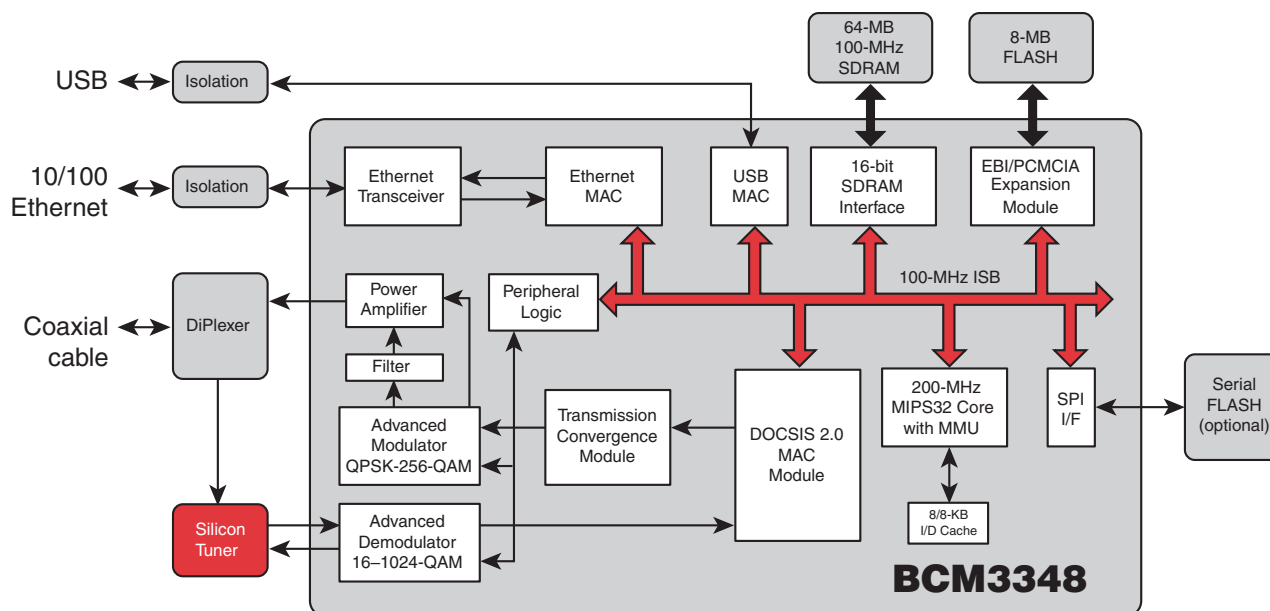 64-MB
100-MHz
SDRAM
8-MB
FLASH
USB
Isolation
10/100
Ethernet
Isolation
Ethernet
Transceiver
Ethernet
MAC
USB
MAC
16-bit
SDRAM
Interface
EBI/PCMCIA
Expansion
Module
100-MHz ISB
Coaxial
cable
DiPlexer
Power
Amplifier
Peripheral
Logic
Filter
Advanced
Modulator
QPSK-256-QAM
Transmission
Convergence
Module
DOCSIS 2.0
MAC
Module
200-MHz
MIPS32 Core
with MMU
SPI
I/F
Serial
FLASH
(optional)
8/8-KB
I/D Cache
Silicon
Tuner
Advanced
Demodulator
16–1024-QAM
BCM3348